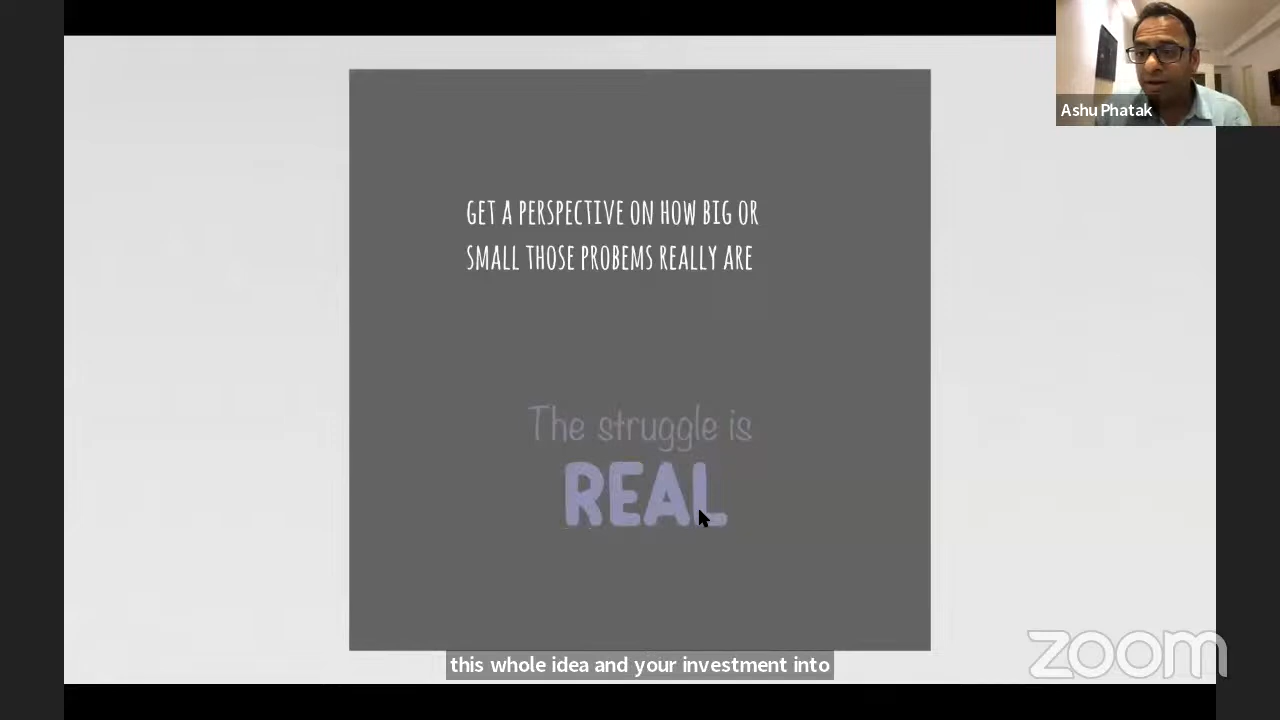 Ashu Phatak
GET A PERSPECTIVE ON HOW BIG OR
SMALL THOSE PROBEMS REALLY ARE
The struggle is
REAL
this whole idea and your investment into
zoom